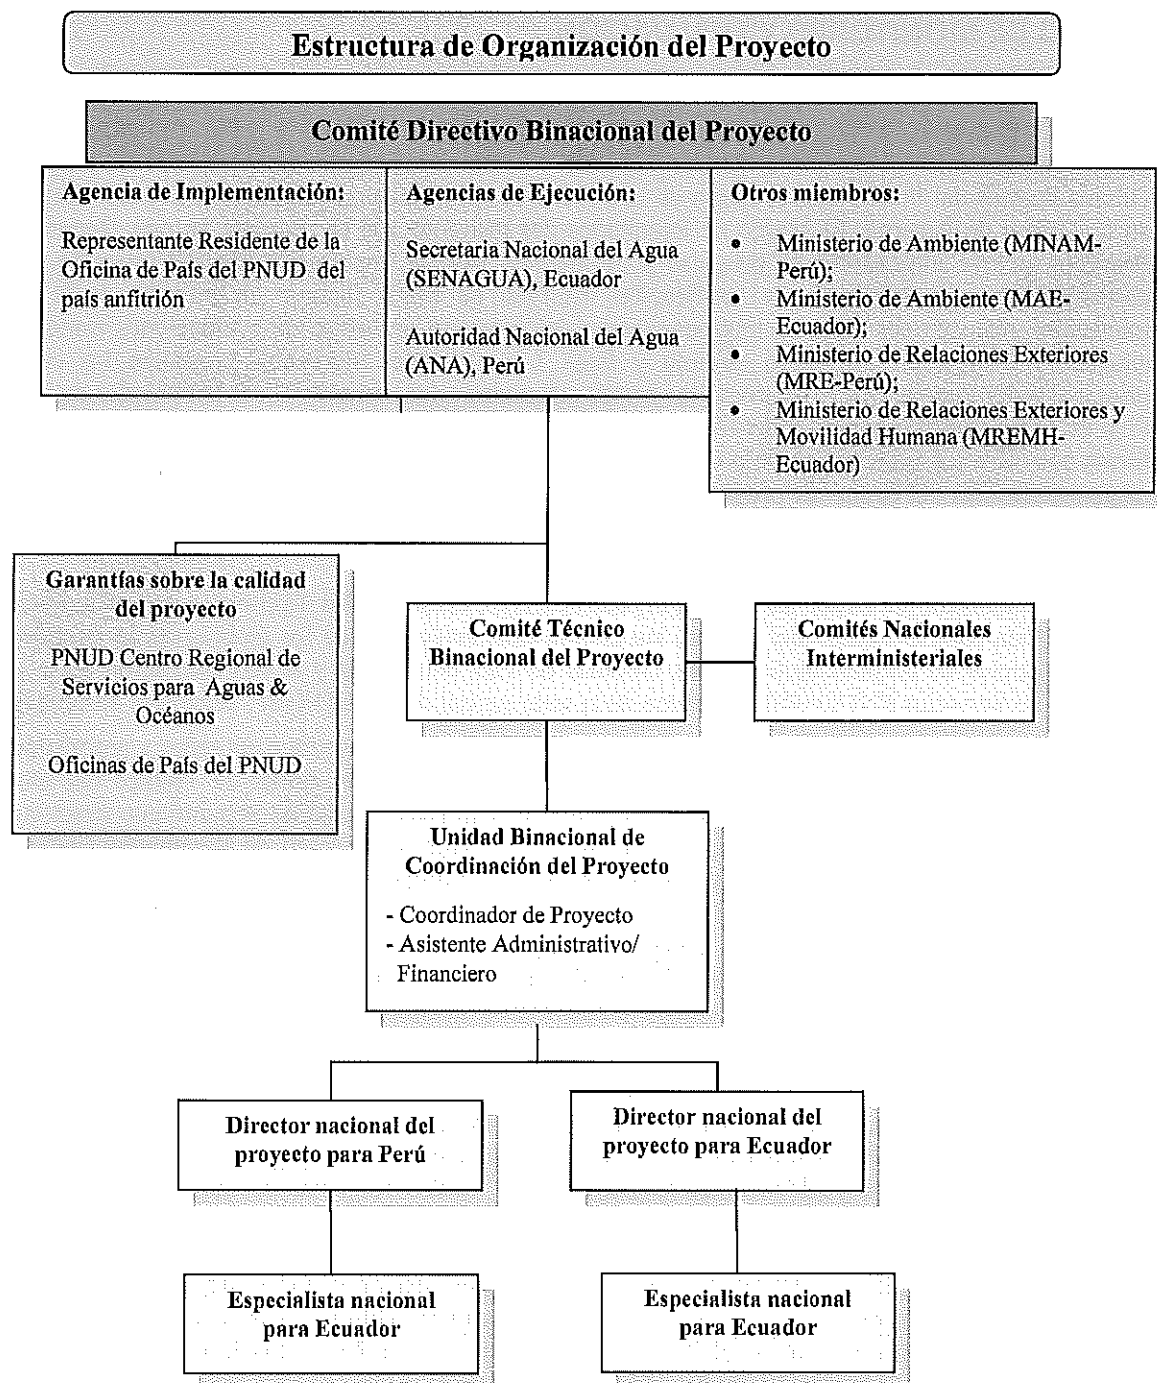 Estructura de Organización del Proyecto
Comité Directivo Binacional del Proyecto
Agencia de Implementación:
Representante Residente de la
Oficina de País del PNUD del
país anfitrión
Agencias de Ejecución:
Secretaria Nacional del Agua
(SENAGUA), Ecuador
Autoridad Nacional del Agua
(ANA), Perú
Otros miembros:
• Ministerio de Ambiente (MINAM-
Perú);
• Ministerio de Ambiente (MAE-
Ecuador);
• Ministerio de Relaciones Exteriores
(MRE-Perú);
• Ministerio de Relaciones Exteriores y
Movilidad Humana (MREMH-
Ecuador)
Garantías sobre la calidad
del proyecto
PNUD Centro Regional de
Servicios para Aguas &
Océanos
Oficinas de País del PNUD
Comité Técnico
Binacional del Proyecto
Comités Nacionales
Interministeriales
Unidad Binacional de
Coordinación del Proyecto
- Coordinador de Proyecto
- Asistente Administrativo/
Financiero
Director nacional del
proyecto para Perú
Director nacional del
proyecto para Ecuador
Especialista nacional
para Ecuador
Especialista nacional
para Ecuador